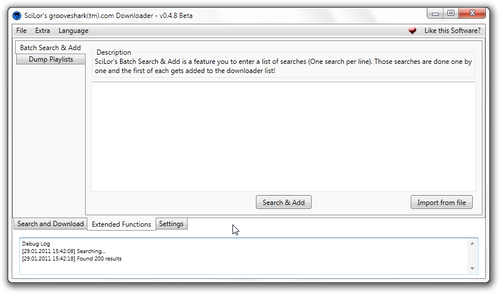 SciLor's grooveshark(tm).com Downloader - v0.4.8 Beta
File Extra Language Like this Software?
Batch Search & Add
Dump Playlists
Description
SciLor's Batch Search & Add is a feature you to enter a list of searches (One search per line). Those searches are done one by
one and the first of each gets added to the downloader list!
Search & Add Import from file
Search and Download Extended Functions Settings
Debug Log
[29.01.2011 15:42:08] Searching...
[29.01.2011 15:42:18] Found 200 results